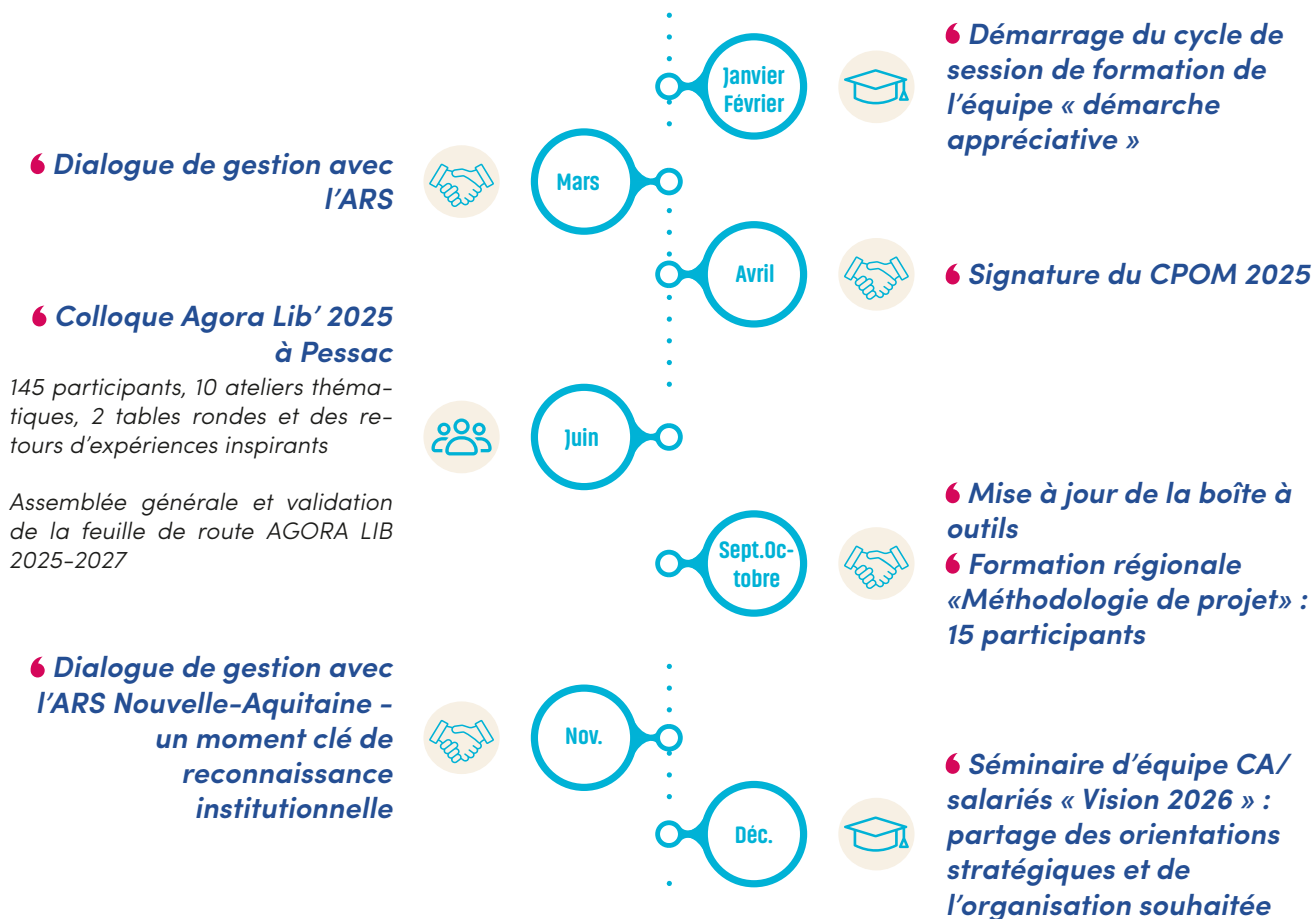 Janvier
Février
Démarrage du cycle de
session de formation de
l'équipe « démarche
appréciative »
Dialogue de gestion avec
l'ARS
Mars
Avril
Signature du CPOM 2025
Colloque Agora Lib' 2025
à Pessac
145 participants, 10 ateliers théma-
tiques, 2 tables rondes et des re-
tours d'expériences inspirants
Assemblée générale et validation
de la feuille de route AGORA LIB
2025-2027
Juin
Sept.Oc-
tobre
Mise à jour de la boîte à
outils
Formation régionale
«Méthodologie de projet» :
15 participants
Dialogue de gestion avec
l'ARS Nouvelle-Aquitaine -
un moment clé de
reconnaissance
institutionnelle
Nov.
Déc.
Séminaire d'équipe CA/
salariés « Vision 2026 » :
partage des orientations
stratégiques et de
l'organisation souhaitée